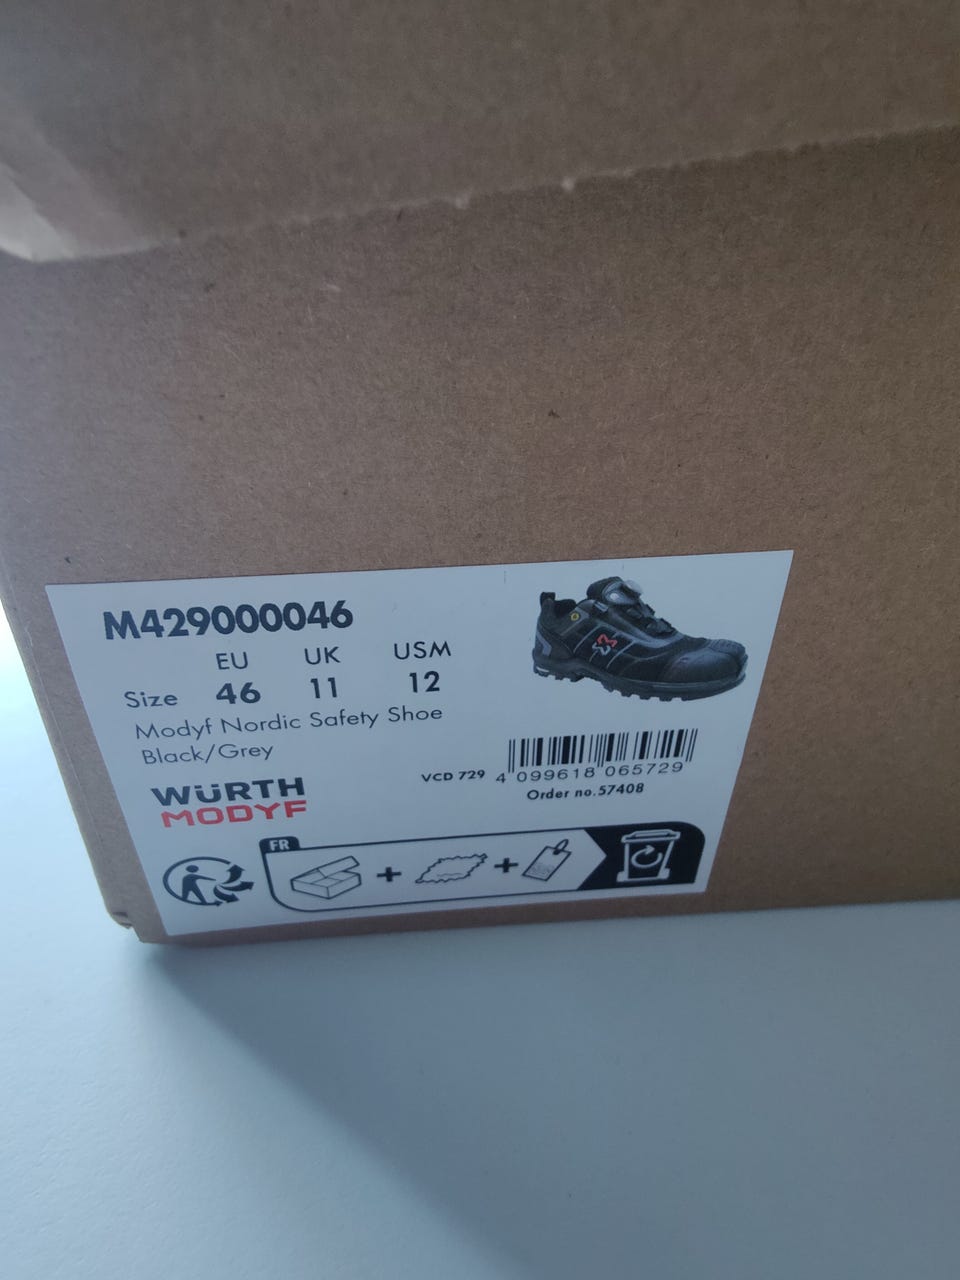 M429000046
EU UK USM
Size 46 11 12
Modyf Nordic Safety Shoe
Black/Grey
WÜRTH
MODYF
VCD 729 4 099618 065729
Order no.57408
FR